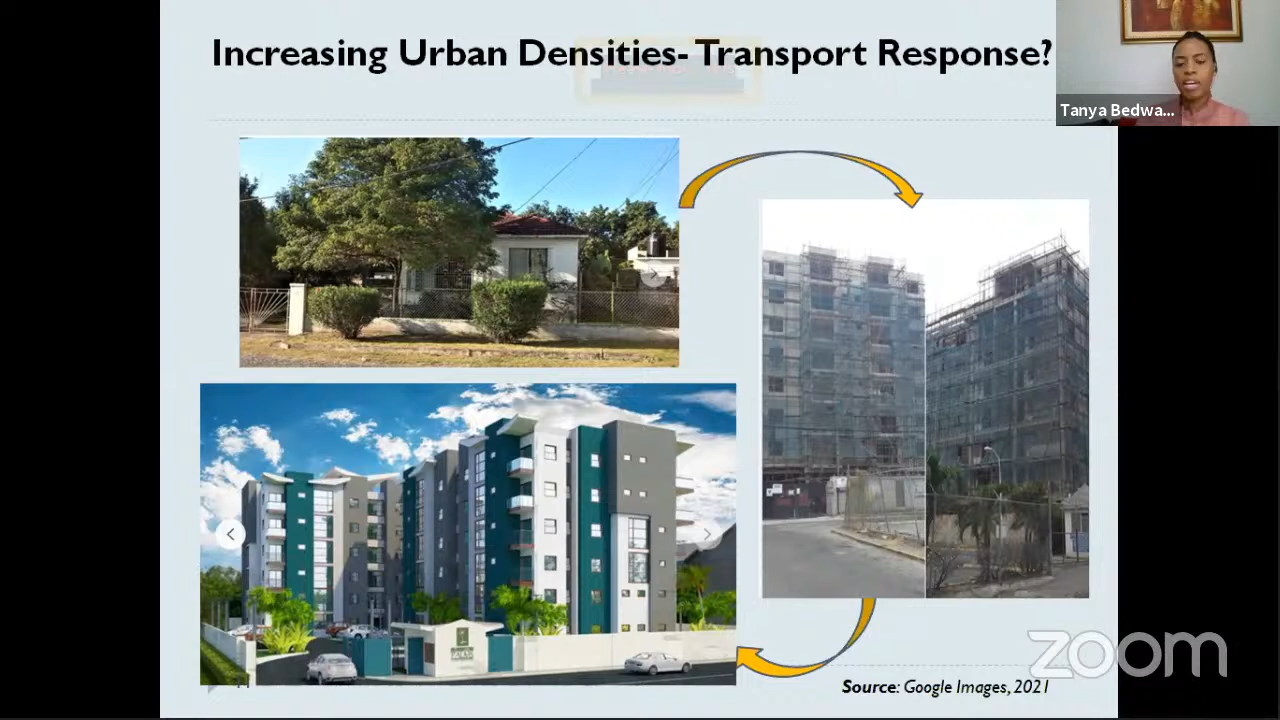 Increasing Urban Densities- Transport Response?
Tanya Bedwa...
Source: Google Images, 2021
zoom